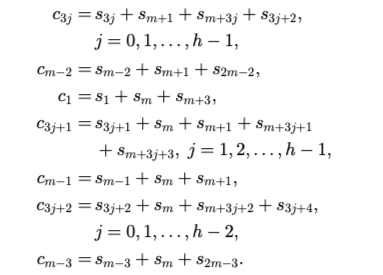 c_{3j} = s_{3j} + s_{m+1} + s_{m+3j} + s_{3j+2},
j = 0, 1, . . . , h − 1,
c_{m−2} = s_{m−2} + s_{m+1} + s_{2m−2},
c_1 = s_1 + s_m + s_{m+3},
c_{3j+1} = s_{3j+1} + s_m + s_{m+1} + s_{m+3j+1}
+ s_{m+3j+3}, j = 1, 2, . . . , h − 1,
c_{m−1} = s_{m−1} + s_m + s_{m+1},
c_{3j+2} = s_{3j+2} + s_m + s_{m+3j+2} + s_{3j+4},
j = 0, 1, . . . , h − 2,
c_{m−3} = s_{m−3} + s_m + s_{2m−3}.